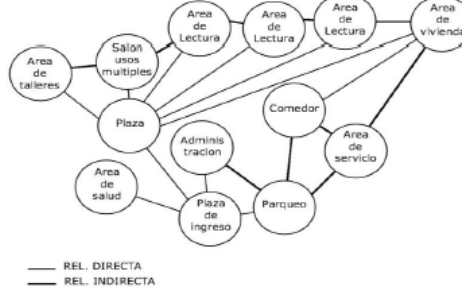 Area
de
Lectura
Area
de
Lectura
Area
de
Lectura
Area
de
vivienda
Salón
usos
multiples
Area
de
talleres
Plaza
Comedor
Adminis
tracion
Area
de
servicio
Area
de
salud
Plaza
de
ingreso
Parqueo
REL. DIRECTA
REL. INDIRECTA